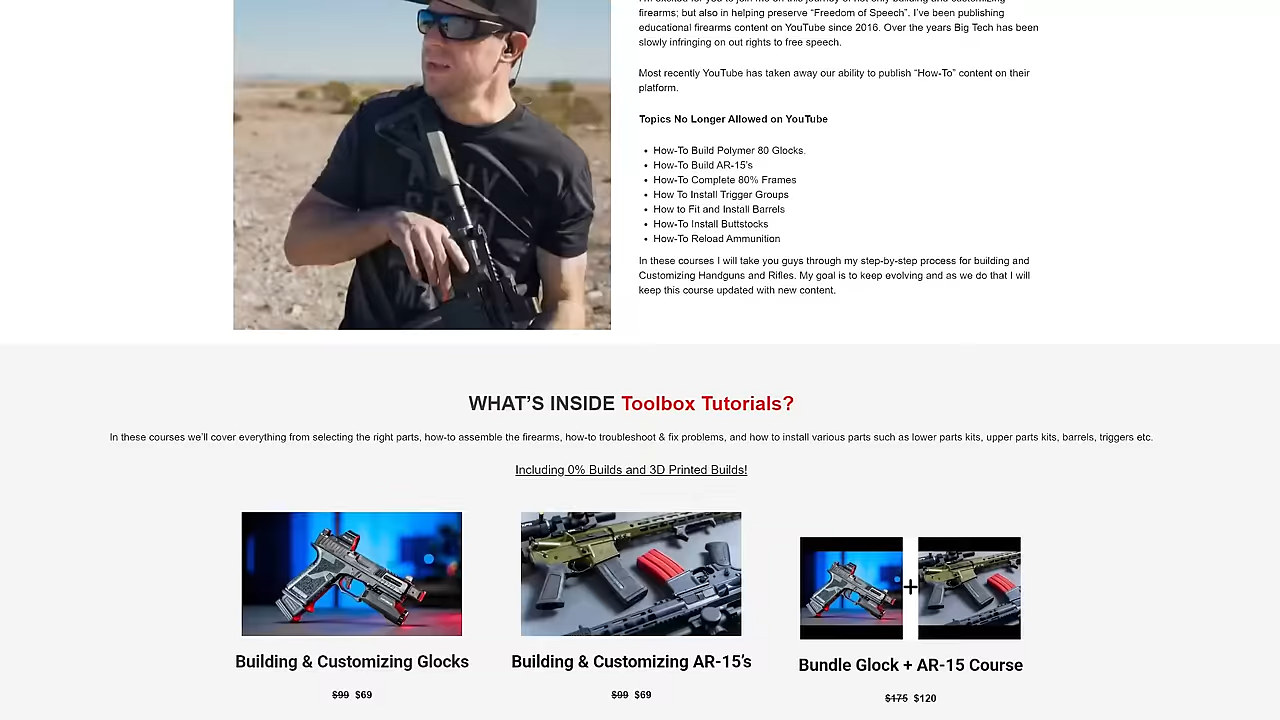 firearms; but also in helping preserve “Freedom of Speech”. I’ve been publishing
educational firearms content on YouTube since 2016. Over the years Big Tech has been
slowly infringing on out rights to free speech.
Most recently YouTube has taken away our ability to publish “How-To” content on their
platform.
Topics No Longer Allowed on YouTube
• How-To Build Polymer 80 Glocks.
• How-To Build AR-15’s
• How-To Complete 80% Frames
• How To Install Trigger Groups
• How to Fit and Install Barrels
• How-To Install Buttstocks
• How-To Reload Ammunition
In these courses I will take you guys through my step-by-step process for building and
Customizing Handguns and Rifles. My goal is to keep evolving and as we do that I will
keep this course updated with new content.
WHAT’S INSIDE Toolbox Tutorials?
In these courses we’ll cover everything from selecting the right parts, how-to assemble the firearms, how-to troubleshoot & fix problems, and how to install various parts such as lower parts kits, upper parts kits, barrels, triggers etc.
Including 0% Builds and 3D Printed Builds!
+
Building & Customizing Glocks
$99 $69
Building & Customizing AR-15’s
$99 $69
Bundle Glock + AR-15 Course
$175 $120